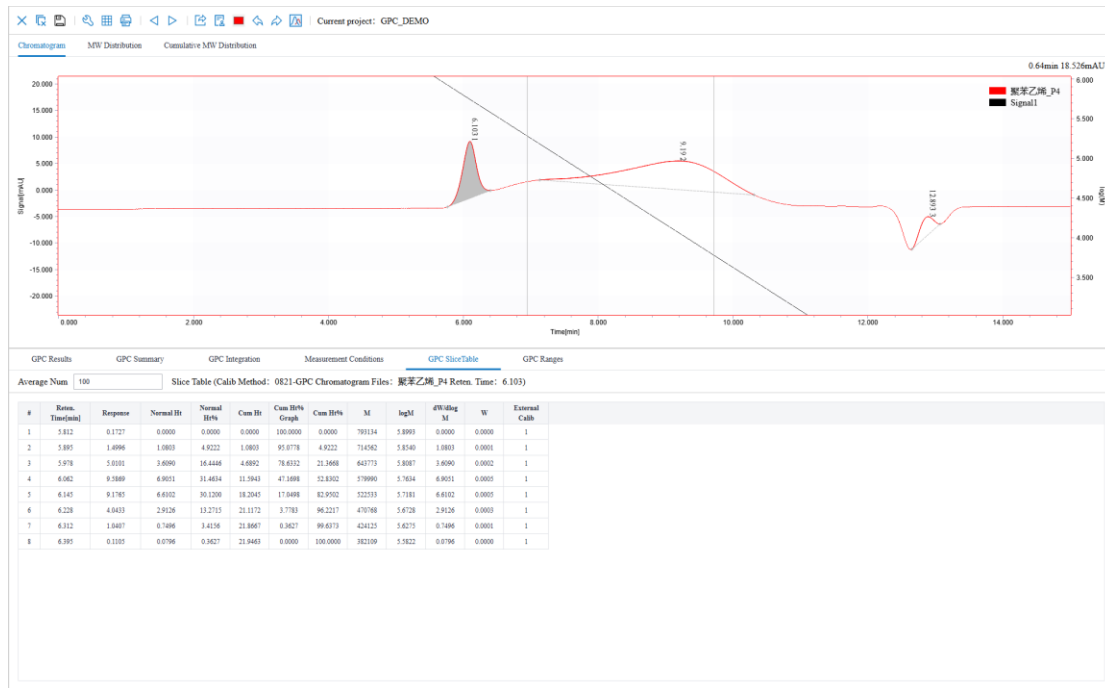 Current project: GPC_DEMO
Chromatogram MW Distribution Cumulative MW Distribution
0.64min 18.526mAU
20.000
15.000
10.000
5.000
0.000
-5.000
-10.000
-15.000
-20.000
Signal[mAU]
6.103 1
9.19 2
12.893 3
聚苯乙烯_P4
Signal1
6.000
5.500
5.000
4.500
4.000
3.500
log(M)
0.000 2.000 4.000 6.000 8.000 10.000 12.000 14.000
Time[min]
GPC Results GPC Summary GPC Integration Measurement Conditions GPC SliceTable GPC Ranges
Average Num 100 Slice Table (Calib Method: 0821-GPC Chromatogram Files: 聚苯乙烯_P4 Reten. Time: 6.103)
# Reten. Time[min] Response Normal Ht Normal Ht% Cum Ht Cum Ht% Graph Cum Ht% M logM dW/dlog M W External Calib
1 5.812 0.1727 0.0000 0.0000 0.0000 100.0000 0.0000 793134 5.8993 0.0000 0.0000 1
2 5.895 1.4996 1.0803 4.9222 1.0803 95.0778 4.9222 714562 5.8540 1.0803 0.0001 1
3 5.978 5.0101 3.6090 16.4446 4.6892 78.6332 21.3668 643773 5.8087 3.6090 0.0002 1
4 6.062 9.5869 6.9051 31.4634 11.5943 47.1698 52.8302 579990 5.7634 6.9051 0.0005 1
5 6.145 9.1765 6.6102 30.1200 18.2045 17.0498 82.9502 522533 5.7181 6.6102 0.0005 1
6 6.228 4.0433 2.9126 13.2715 21.1172 3.7783 96.2217 470768 5.6728 2.9126 0.0003 1
7 6.312 1.0407 0.7496 3.4156 21.8667 0.3627 99.6373 424125 5.6275 0.7496 0.0001 1
8 6.395 0.1105 0.0796 0.3627 21.9463 0.0000 100.0000 382109 5.5822 0.0796 0.0000 1